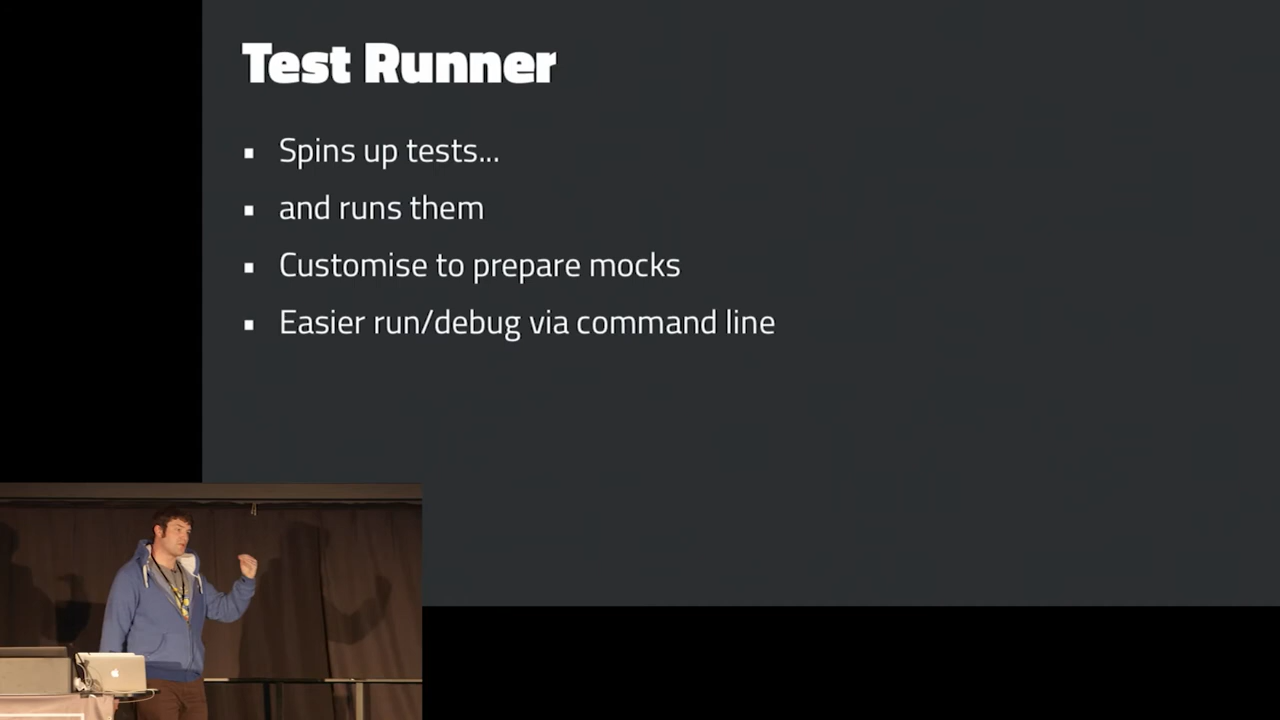 Test Runner
Spins up tests...
and runs them
Customise to prepare mocks
Easier run/debug via command line